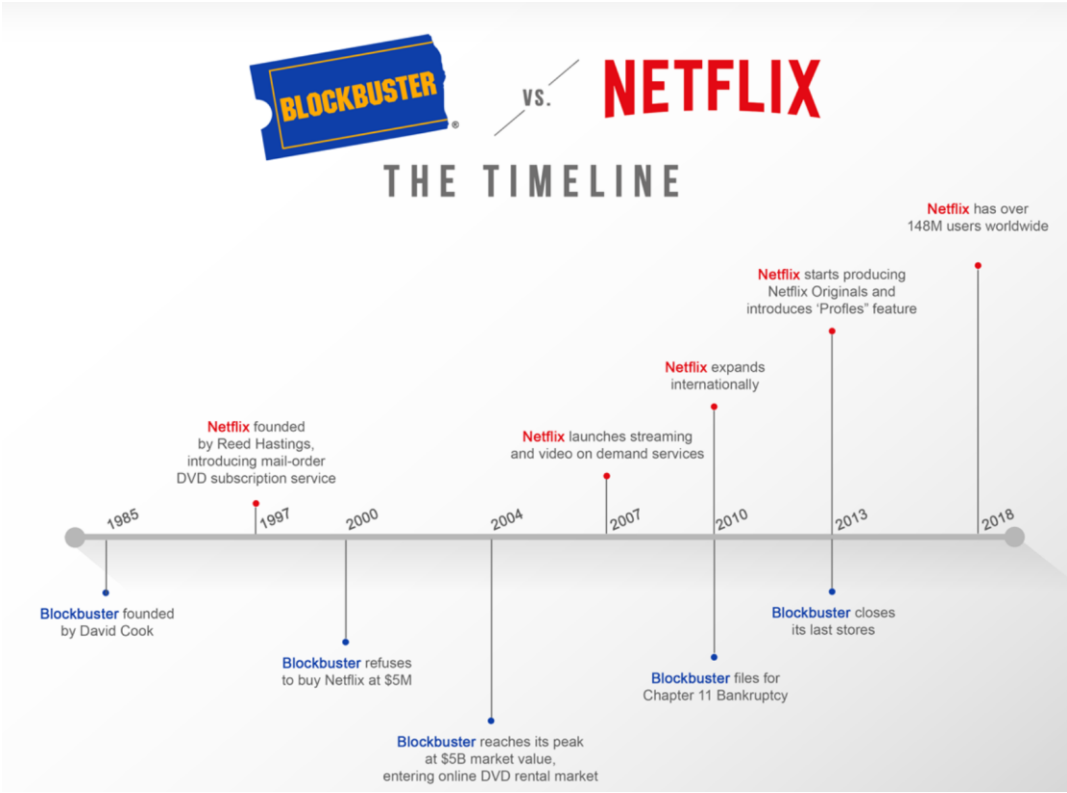 BLOCKBUSTER
®
VS.
NETFLIX
THE TIMELINE
Netflix has over
148M users worldwide
Netflix starts producing
Netflix Originals and
introduces ‘Profles” feature
Netflix expands
internationally
Netflix founded
by Reed Hastings,
introducing mail-order
DVD subscription service
Netflix launches streaming
and video on demand services
1985
1997
2000
2004
2007
2010
2013
2018
Blockbuster founded
by David Cook
Blockbuster refuses
to buy Netflix at $5M
Blockbuster reaches its peak
at $5B market value,
entering online DVD rental market
Blockbuster files for
Chapter 11 Bankruptcy
Blockbuster closes
its last stores